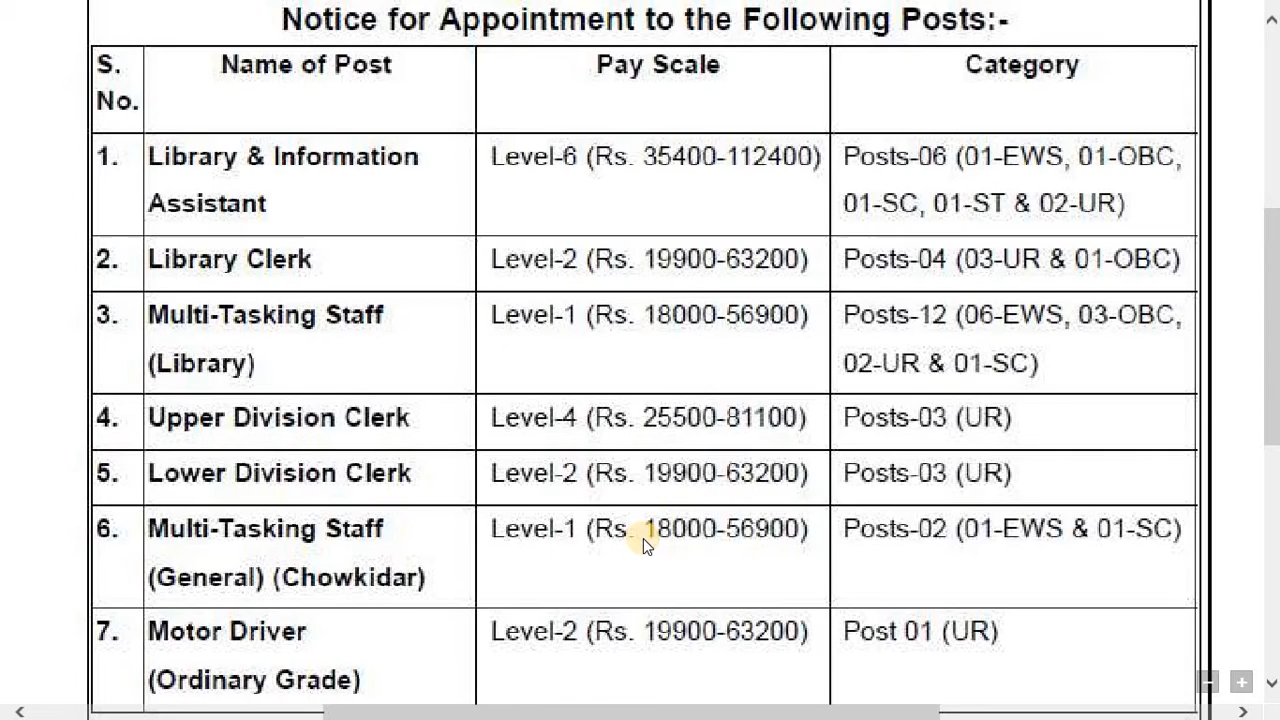 Notice for Appointment to the Following Posts:-
S. No. Name of Post Pay Scale Category
1. Library & Information Assistant Level-6 (Rs. 35400-112400) Posts-06 (01-EWS, 01-OBC, 01-SC, 01-ST & 02-UR)
2. Library Clerk Level-2 (Rs. 19900-63200) Posts-04 (03-UR & 01-OBC)
3. Multi-Tasking Staff (Library) Level-1 (Rs. 18000-56900) Posts-12 (06-EWS, 03-OBC, 02-UR & 01-SC)
4. Upper Division Clerk Level-4 (Rs. 25500-81100) Posts-03 (UR)
5. Lower Division Clerk Level-2 (Rs. 19900-63200) Posts-03 (UR)
6. Multi-Tasking Staff (General) (Chowkidar) Level-1 (Rs. 18000-56900) Posts-02 (01-EWS & 01-SC)
7. Motor Driver (Ordinary Grade) Level-2 (Rs. 19900-63200) Post 01 (UR)